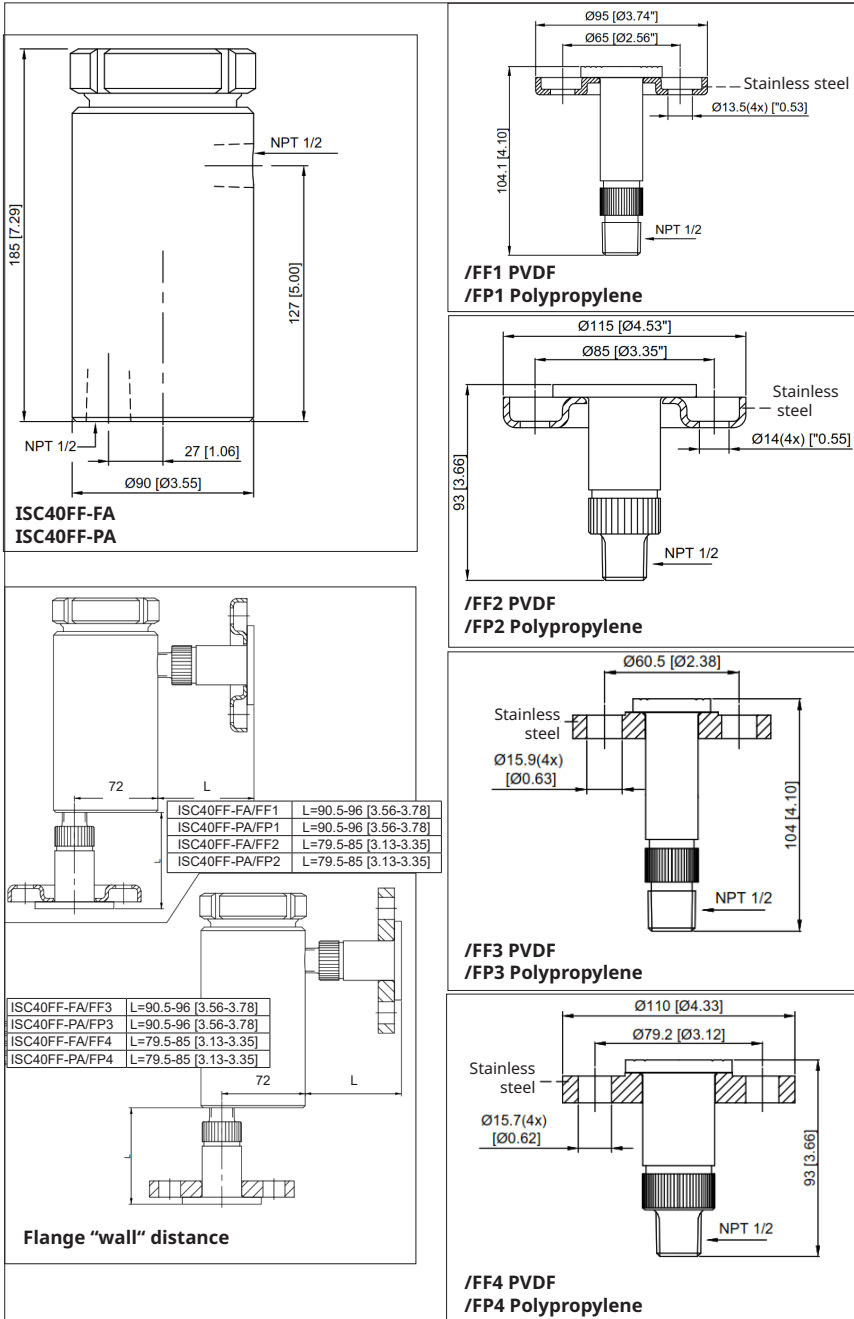 185 [7.29]
NPT 1/2
127 [5.00]
NPT 1/2
27 [1.06]
Ø90 [Ø3.55]
ISC40FF-FA
ISC40FF-PA
72
L
ISC40FF-FA/FF1 L=90.5-96 [3.56-3.78]
ISC40FF-PA/FP1 L=90.5-96 [3.56-3.78]
ISC40FF-FA/FF2 L=79.5-85 [3.13-3.35]
ISC40FF-PA/FP2 L=79.5-85 [3.13-3.35]
L
ISC40FF-FA/FF3 L=90.5-96 [3.56-3.78]
ISC40FF-PA/FP3 L=90.5-96 [3.56-3.78]
ISC40FF-FA/FF4 L=79.5-85 [3.13-3.35]
ISC40FF-PA/FP4 L=79.5-85 [3.13-3.35]
72
L
L
Flange “wall“ distance
Ø95 [Ø3.74"]
Ø65 [Ø2.56"]
Stainless steel
Ø13.5(4x) ["0.53]
104.1 [4.10]
NPT 1/2
/FF1 PVDF
/FP1 Polypropylene
Ø115 [Ø4.53"]
Ø85 [Ø3.35"]
Stainless
steel
Ø14(4x) ["0.55]
93 [3.66]
NPT 1/2
/FF2 PVDF
/FP2 Polypropylene
Ø60.5 [Ø2.38]
Stainless
steel
Ø15.9(4x)
[Ø0.63]
104 [4.10]
NPT 1/2
/FF3 PVDF
/FP3 Polypropylene
Ø110 [Ø4.33]
Ø79.2 [Ø3.12]
Stainless
steel
Ø15.7(4x)
[Ø0.62]
93 [3.66]
NPT 1/2
/FF4 PVDF
/FP4 Polypropylene